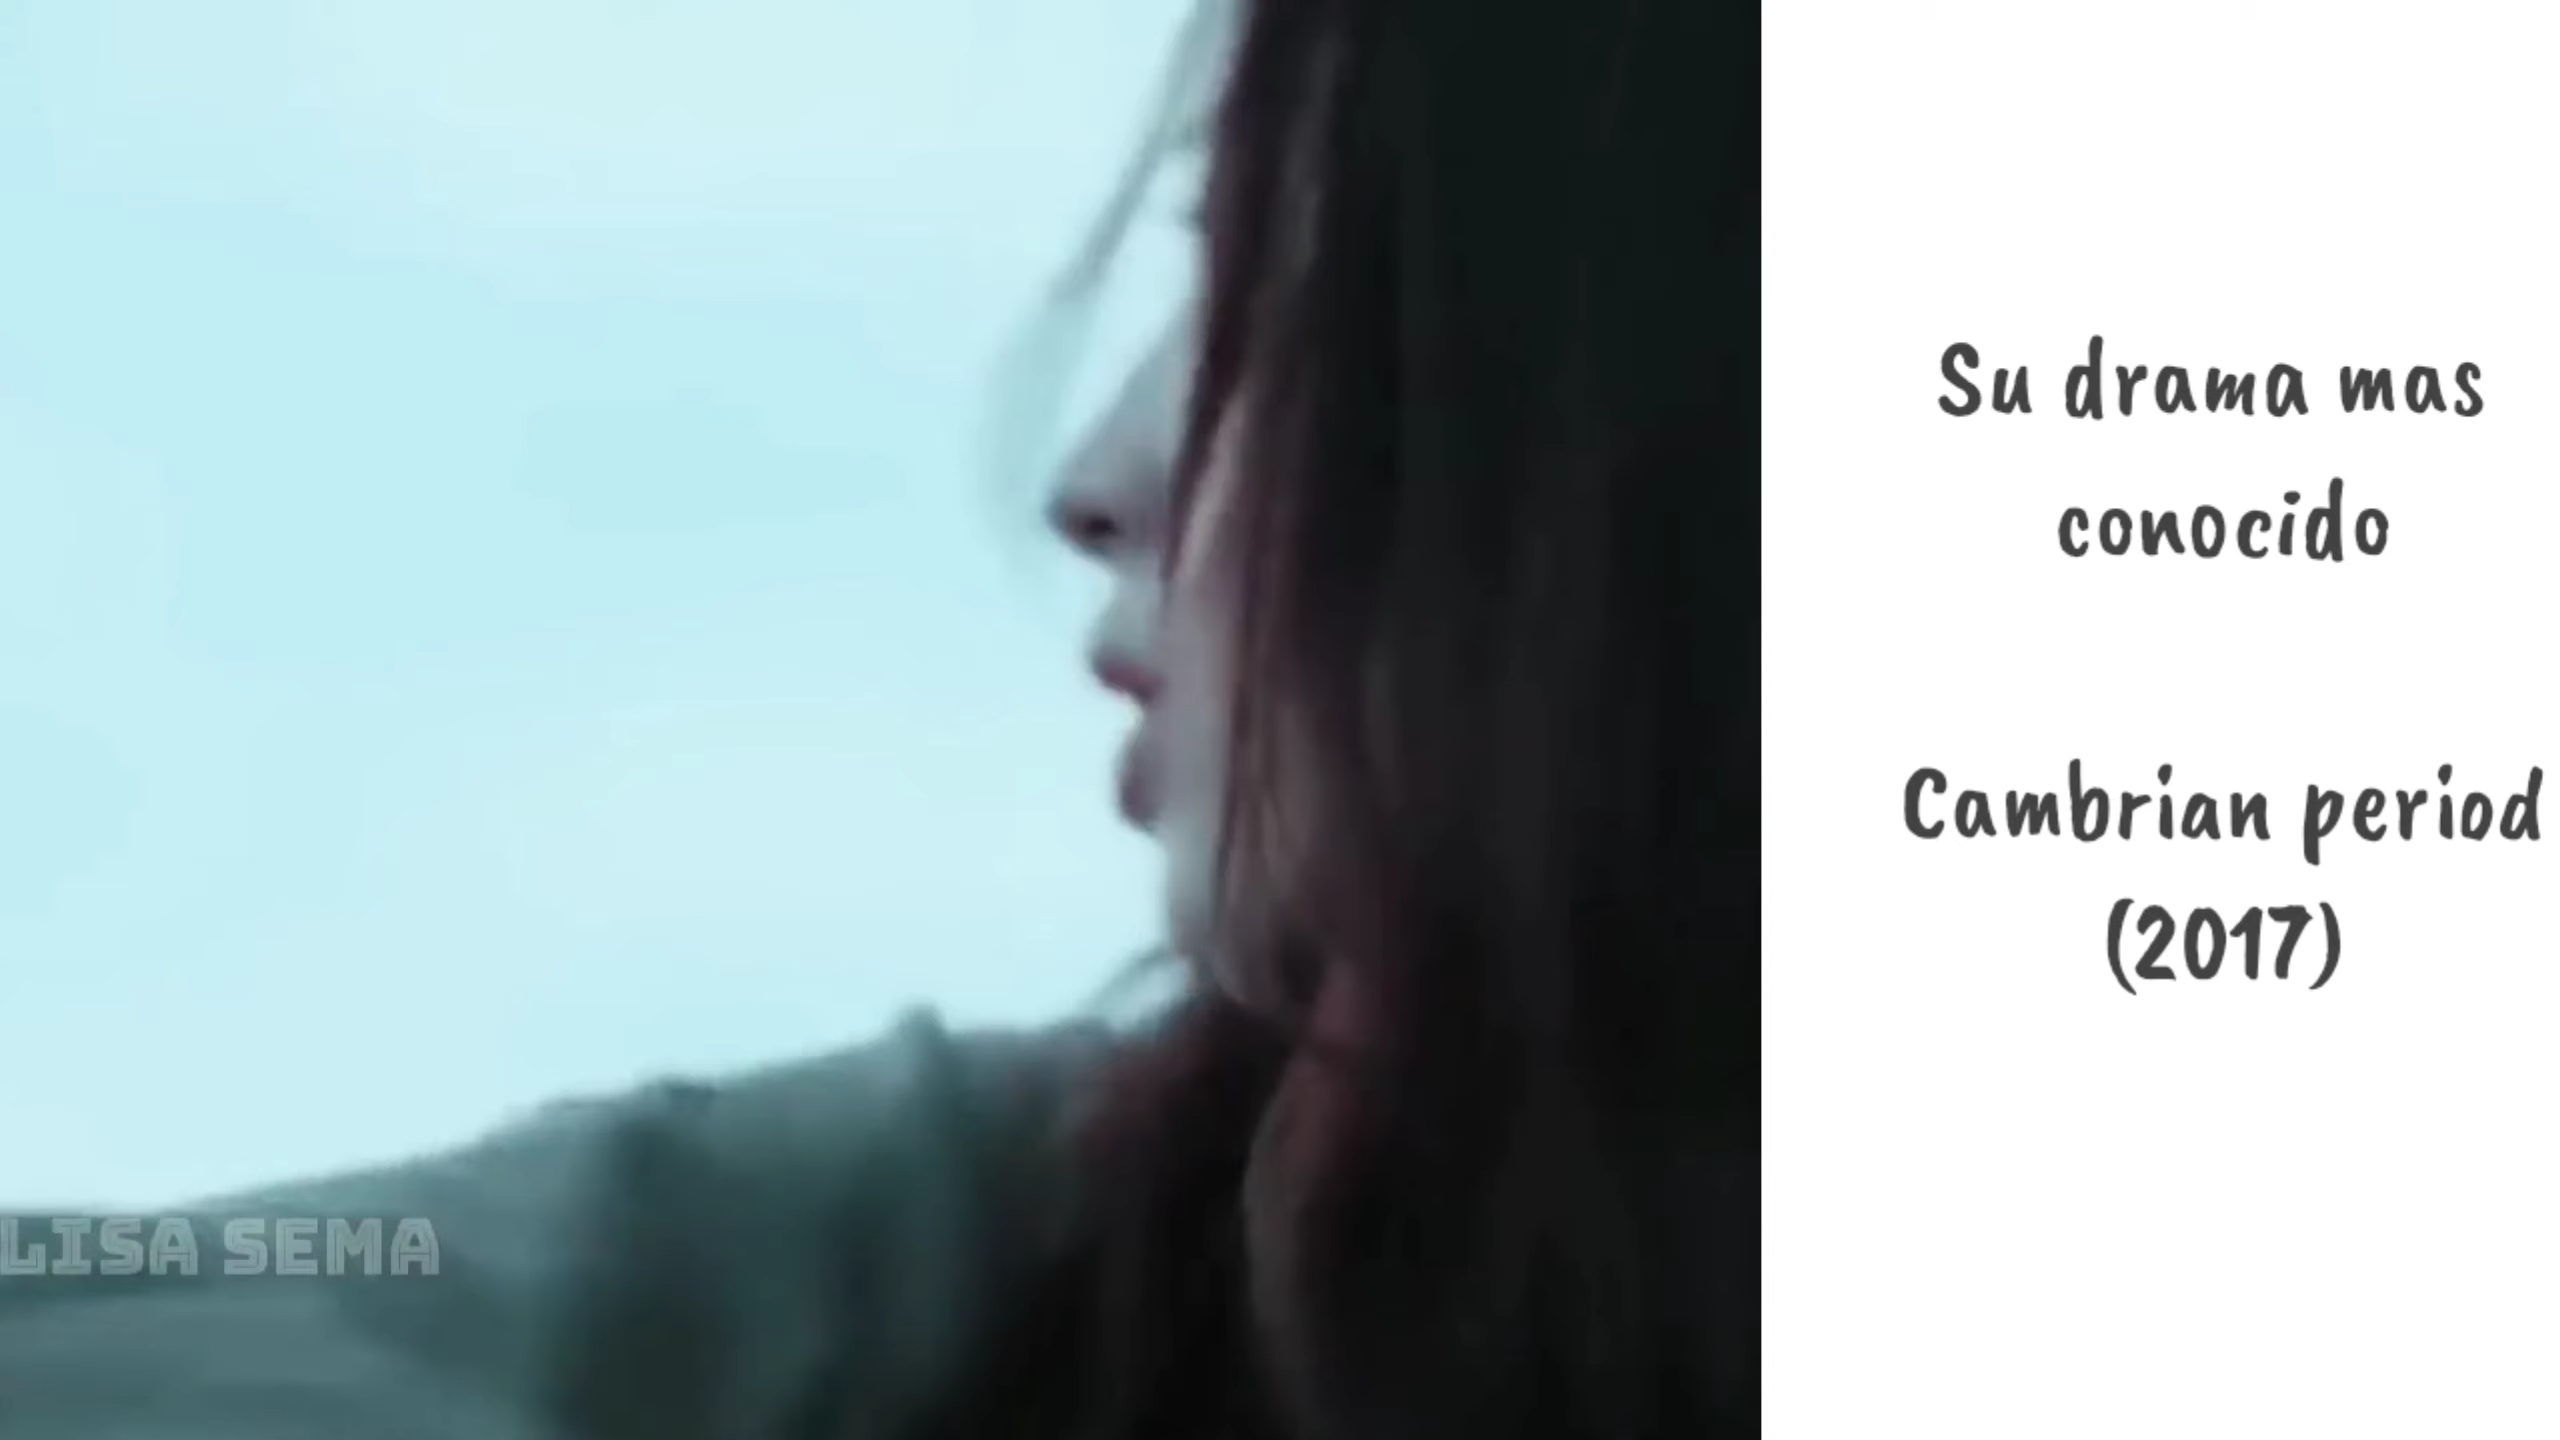 Su drama mas
conocido
Cambrian period
(2017)
LISA SEMA